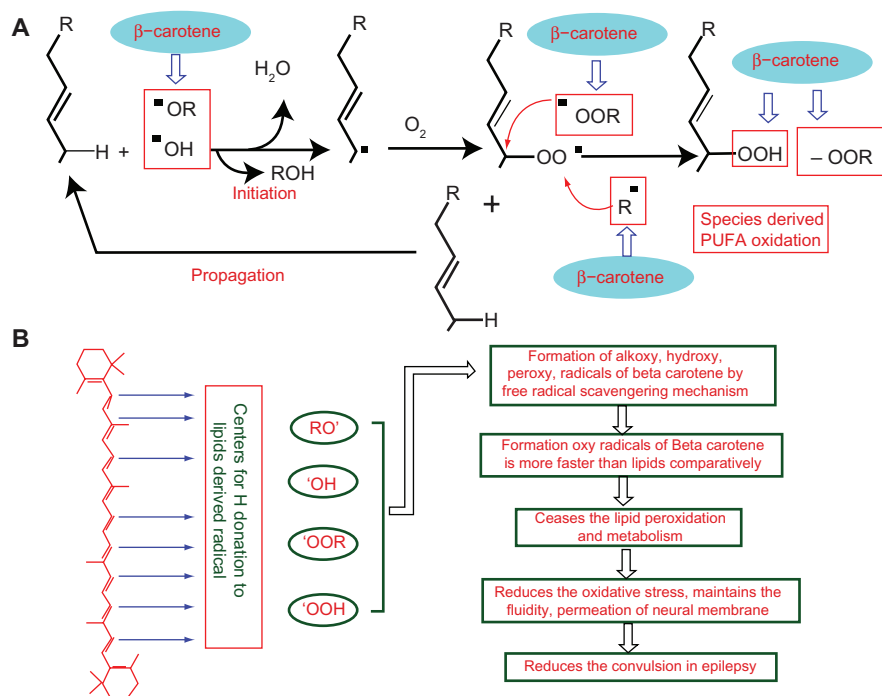 A
R
β–carotene
■OR
■OH
H
+
H₂O
ROH
Initiation
■
O₂
R
R
OO ■
β–carotene
■OOR
R■
β–carotene
R
β–carotene
OOH
– OOR
Species derived
PUFA oxidation
+
R
H
Propagation
B
Centers for H donation to
lipids derived radical
RO'
'OH
'OOR
'OOH
Formation of alkoxy, hydroxy,
peroxy, radicals of beta carotene by
free radical scavengering mechanism
Formation oxy radicals of Beta carotene
is more faster than lipids comparatively
Ceases the lipid peroxidation
and metabolism
Reduces the oxidative stress, maintains the
fluidity, permeation of neural membrane
Reduces the convulsion in epilepsy